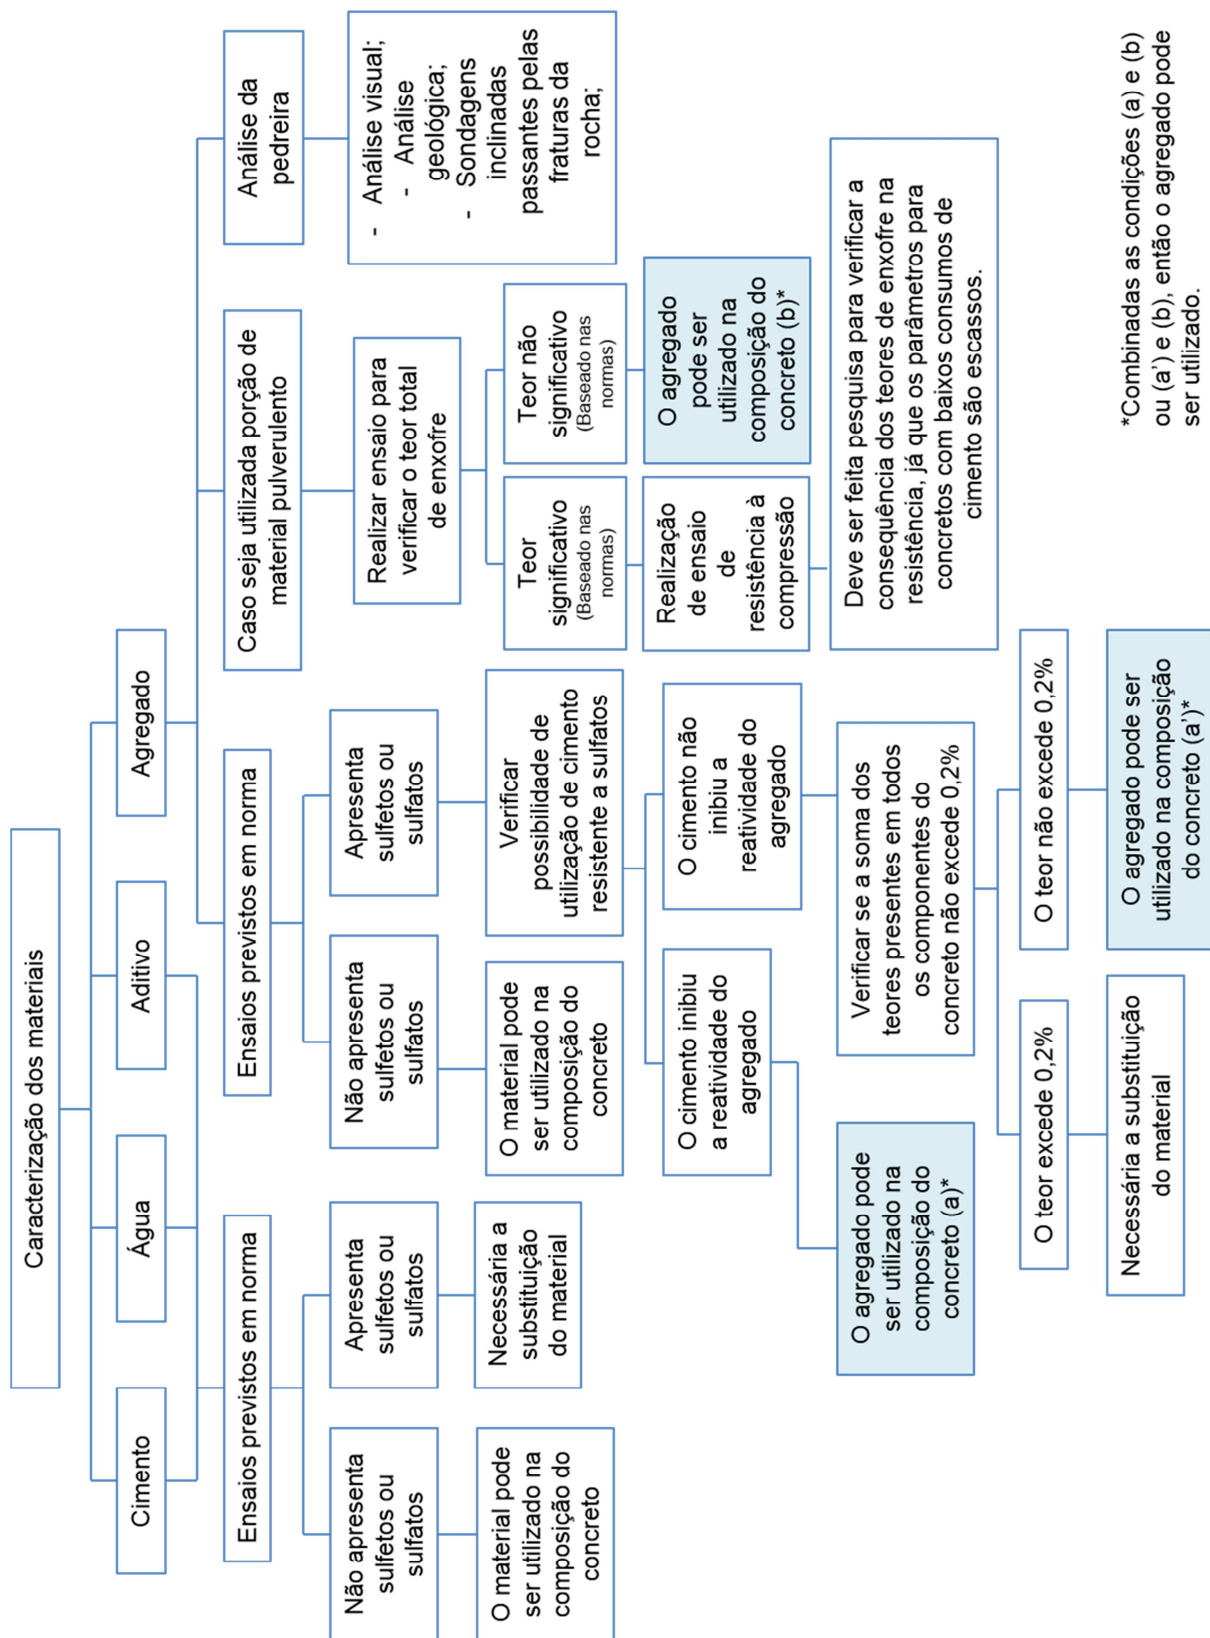 Caracterização dos materiais
Cimento
Água
Aditivo
Agregado
Ensaios previstos em norma
Não apresenta
sulfetos ou
sulfatos
Apresenta
sulfetos ou
sulfatos
O material pode
ser utilizado na
composição do
concreto
Necessária a
substituição
do material
Ensaios previstos em norma
Não apresenta
sulfetos ou
sulfatos
Apresenta
sulfetos ou
sulfatos
O material pode
ser utilizado na
composição do
concreto
Verificar
possibilidade de
utilização de cimento
resistente a sulfatos
O cimento inibiu
a reatividade do
agregado
O cimento não
inibiu a
reatividade do
agregado
O agregado pode
ser utilizado na
composição do
concreto (a)*
Verificar se a soma dos
teores presentes em todos
os componentes do
concreto não excede 0,2%
O teor excede 0,2%
O teor não excede 0,2%
Necessária a substituição
do material
O agregado pode ser
utilizado na composição
do concreto (a’)*
Caso seja utilizada porção de
material pulverulento
Realizar ensaio para
verificar o teor total
de enxofre
Teor
significativo
(Baseado nas
normas)
Teor não
significativo
(Baseado nas
normas)
Realização
de ensaio
de
resistência à
compressão
O agregado
pode ser
utilizado na
composição do
concreto (b)*
Deve ser feita pesquisa para verificar a
consequência dos teores de enxofre na
resistência, já que os parâmetros para
concretos com baixos consumos de
cimento são escassos.
Análise da
pedreira
- Análise visual;
- Análise
geológica;
- Sondagens
inclinadas
passantes pelas
fraturas da
rocha;
*Combinadas as condições (a) e (b)
ou (a’) e (b), então o agregado pode
ser utilizado.